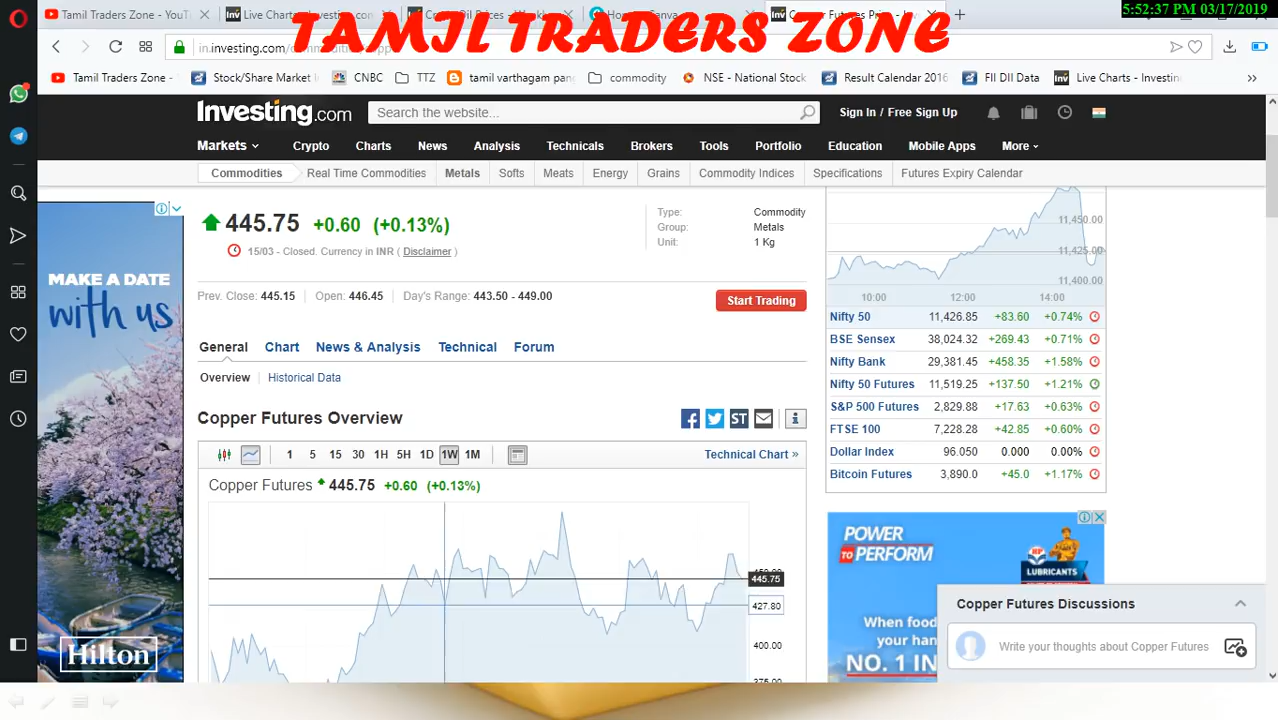 5:52:37 PM 03/17/2019
TAMIL TRADERS ZONE
Tamil Traders Zone - YouT
in.investing.com/
Tamil Traders Zone -
Stock/Share Market I
CNBC
TTZ
tamil varthagam pan
commodity
NSE - National Stock
Result Calendar 2016
FII DII Data
Live Charts - Investin
Investing.com
Search the website...
Sign In / Free Sign Up
Markets
Crypto
Charts
News
Analysis
Technicals
Brokers
Tools
Portfolio
Education
Mobile Apps
More
Commodities
Real Time Commodities
Metals
Softs
Meats
Energy
Grains
Commodity Indices
Specifications
Futures Expiry Calendar
445.75 +0.60 (+0.13%)
15/03 - Closed. Currency in INR ( Disclaimer )
Type: Commodity
Group: Metals
Unit: 1 Kg
Prev. Close: 445.15
Open: 446.45
Day's Range: 443.50 - 449.00
Start Trading
General
Chart
News & Analysis
Technical
Forum
Overview
Historical Data
Copper Futures Overview
ST
1 5 15 30 1H 5H 1D 1W 1M
Technical Chart »
Copper Futures 445.75 +0.60 (+0.13%)
445.75
427.80
400.00
375.00
11,450.00
11,425.00
11,400.00
10:00 12:00 14:00
Nifty 50 11,426.85 +83.60 +0.74%
BSE Sensex 38,024.32 +269.43 +0.71%
Nifty Bank 29,381.45 +458.35 +1.58%
Nifty 50 Futures 11,519.25 +137.50 +1.21%
S&P 500 Futures 2,829.88 +17.63 +0.63%
FTSE 100 7,228.28 +42.85 +0.60%
Dollar Index 96.050 0.000 0.00%
Bitcoin Futures 3,890.0 +45.0 +1.17%
MAKE A DATE
with us
Hilton
POWER
TO PERFORM
HP
LUBRICANTS
When food
your han
NO. 1 IN
Copper Futures Discussions
Write your thoughts about Copper Futures